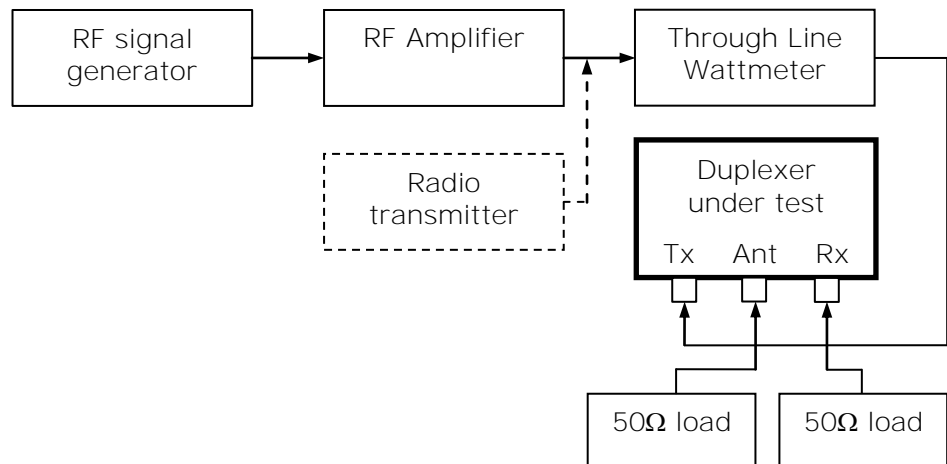 RF signal
generator
RF Amplifier
Through Line
Wattmeter
Radio
transmitter
Duplexer
under test
Tx Ant Rx
50Ω load
50Ω load